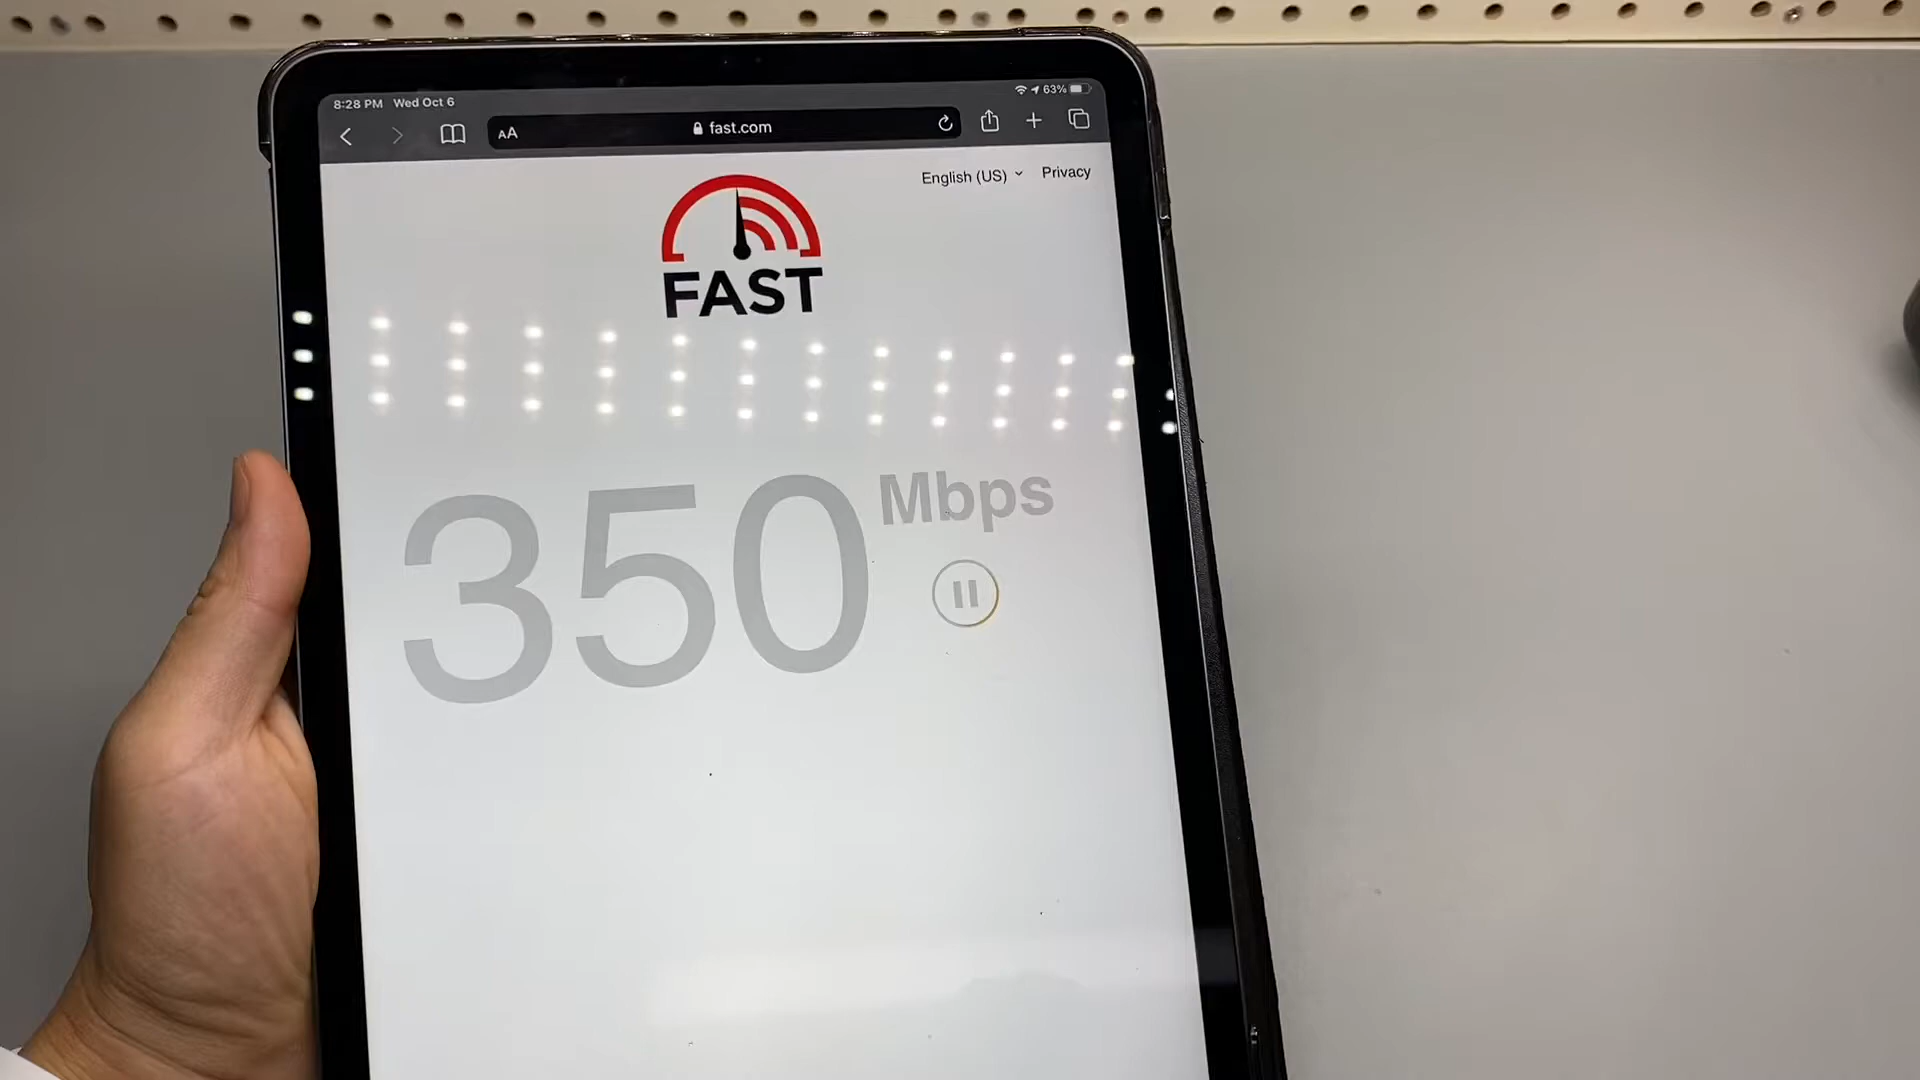 8:28 PM Wed Oct 6
63%
AA
fast.com
English (US)
Privacy
FAST
350 Mbps